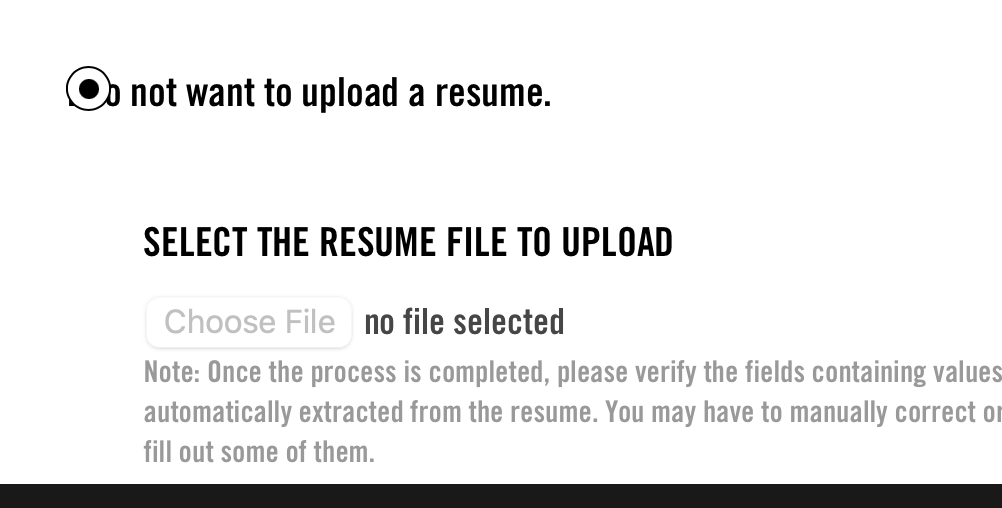 not want to upload a resume.
SELECT THE RESUME FILE TO UPLOAD
Choose File no file selected
Note: Once the process is completed, please verify the fields containing values
automatically extracted from the resume. You may have to manually correct or
fill out some of them.